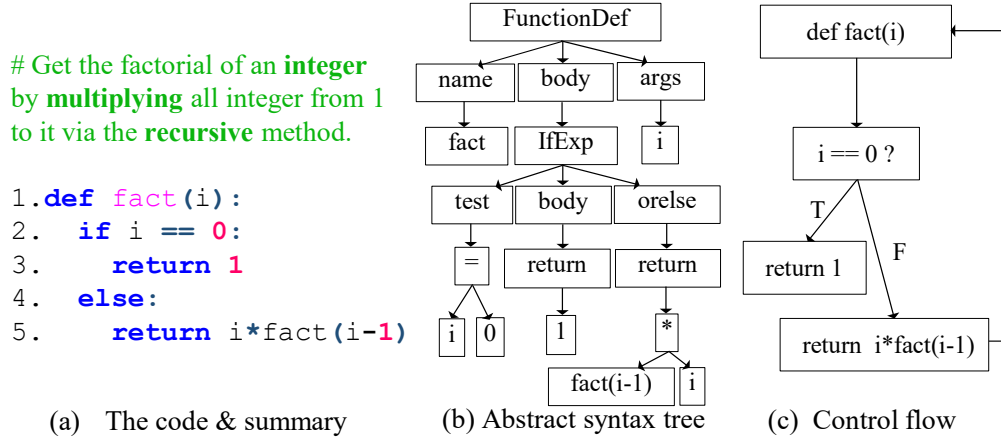 # Get the factorial of an integer
by multiplying all integer from 1
to it via the recursive method.
1.def fact(i):
2. if i == 0:
3. return 1
4. else:
5. return i*fact(i-1)
(a) The code & summary
FunctionDef
name body args
fact IfExp i
test body orelse
= return return
i 0 1 *
fact(i-1) i
(b) Abstract syntax tree
def fact(i)
i == 0 ?
T
F
return 1
return i*fact(i-1)
(c) Control flow